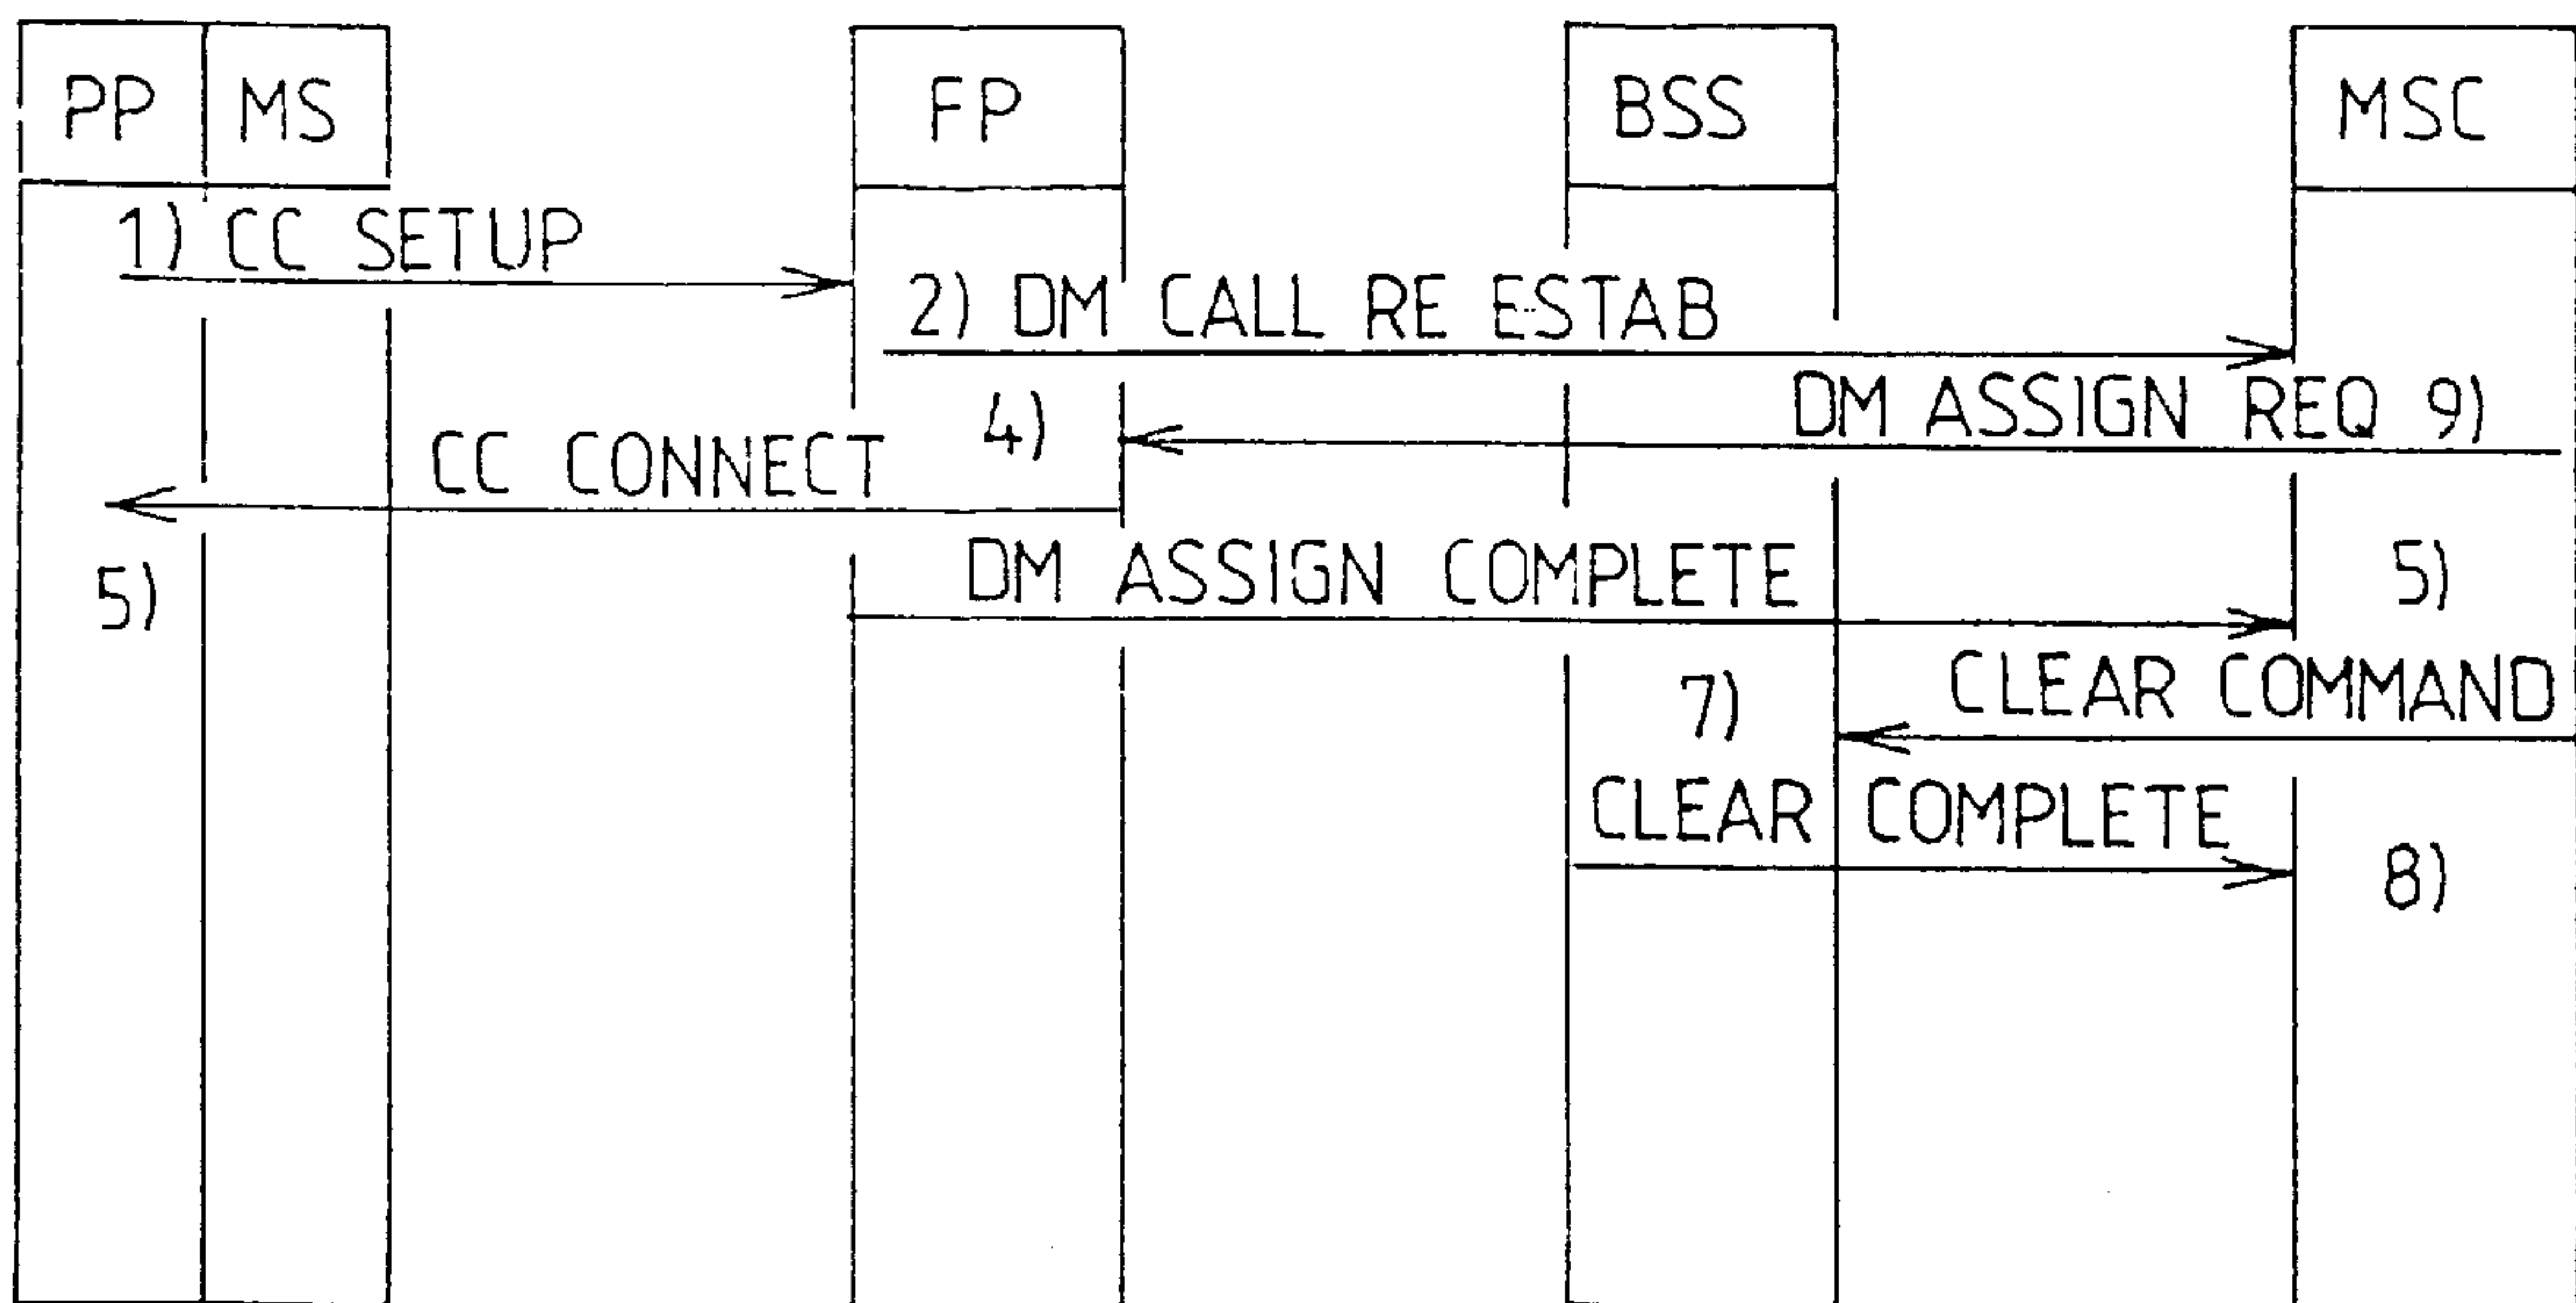 PP MS FP BSS MSC
1) CC SETUP
2) DM CALL RE ESTAB
4) DM ASSIGN REQ 9)
CC CONNECT
5) DM ASSIGN COMPLETE 5)
7) CLEAR COMMAND
CLEAR COMPLETE 8)